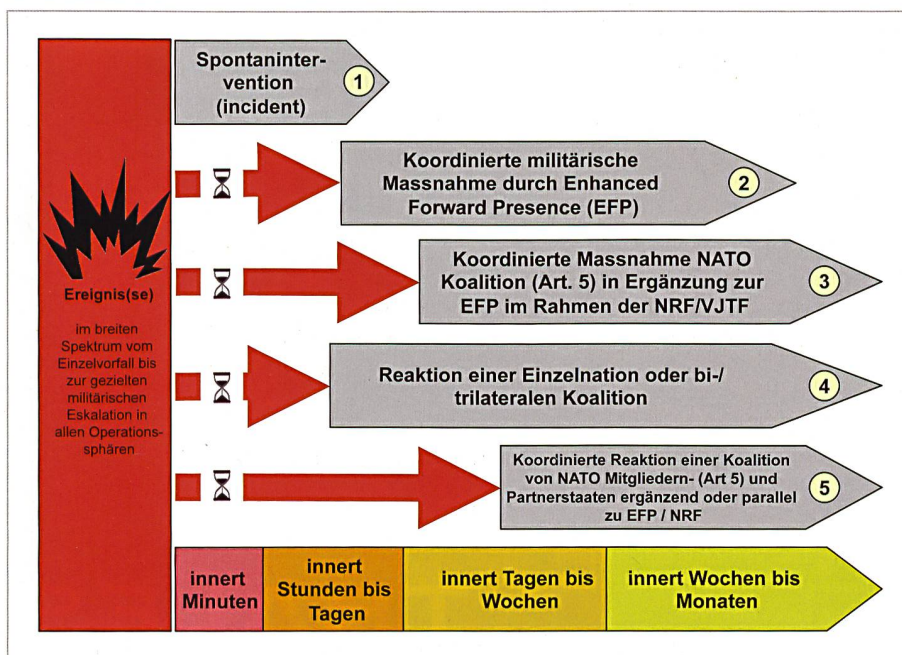 Spontaninter-
vention
(incident)
1
Koordinierte militärische
Massnahme durch Enhanced
Forward Presence (EFP)
2
Koordinierte Massnahme NATO
Koalition (Art. 5) in Ergänzung zur
EFP im Rahmen der NRF/VJTF
3
Ereignis(se)
im breiten
Spektrum vom
Einzelvorfall bis
zur gezielten
militärischen
Eskalation in
allen Operations-
sphären
Reaktion einer Einzelnation oder bi-/
trilateralen Koalition
4
Koordinierte Reaktion einer Koalition
von NATO Mitgliedern- (Art 5) und
Partnerstaaten ergänzend oder parallel
zu EFP / NRF
5
innert
Minuten
innert
Stunden bis
Tagen
innert Tagen bis
Wochen
innert Wochen bis
Monaten